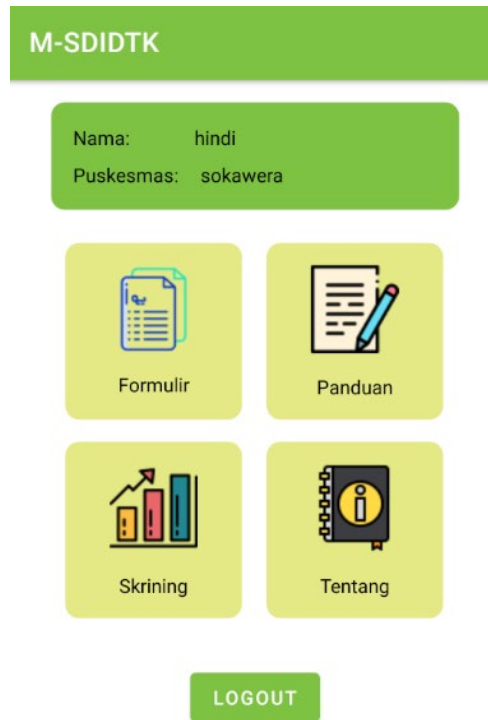 M-SDIDTK
Nama: hindi
Puskesmas: sokawera
Formulir
Panduan
Skrining
Tentang
LOGOUT